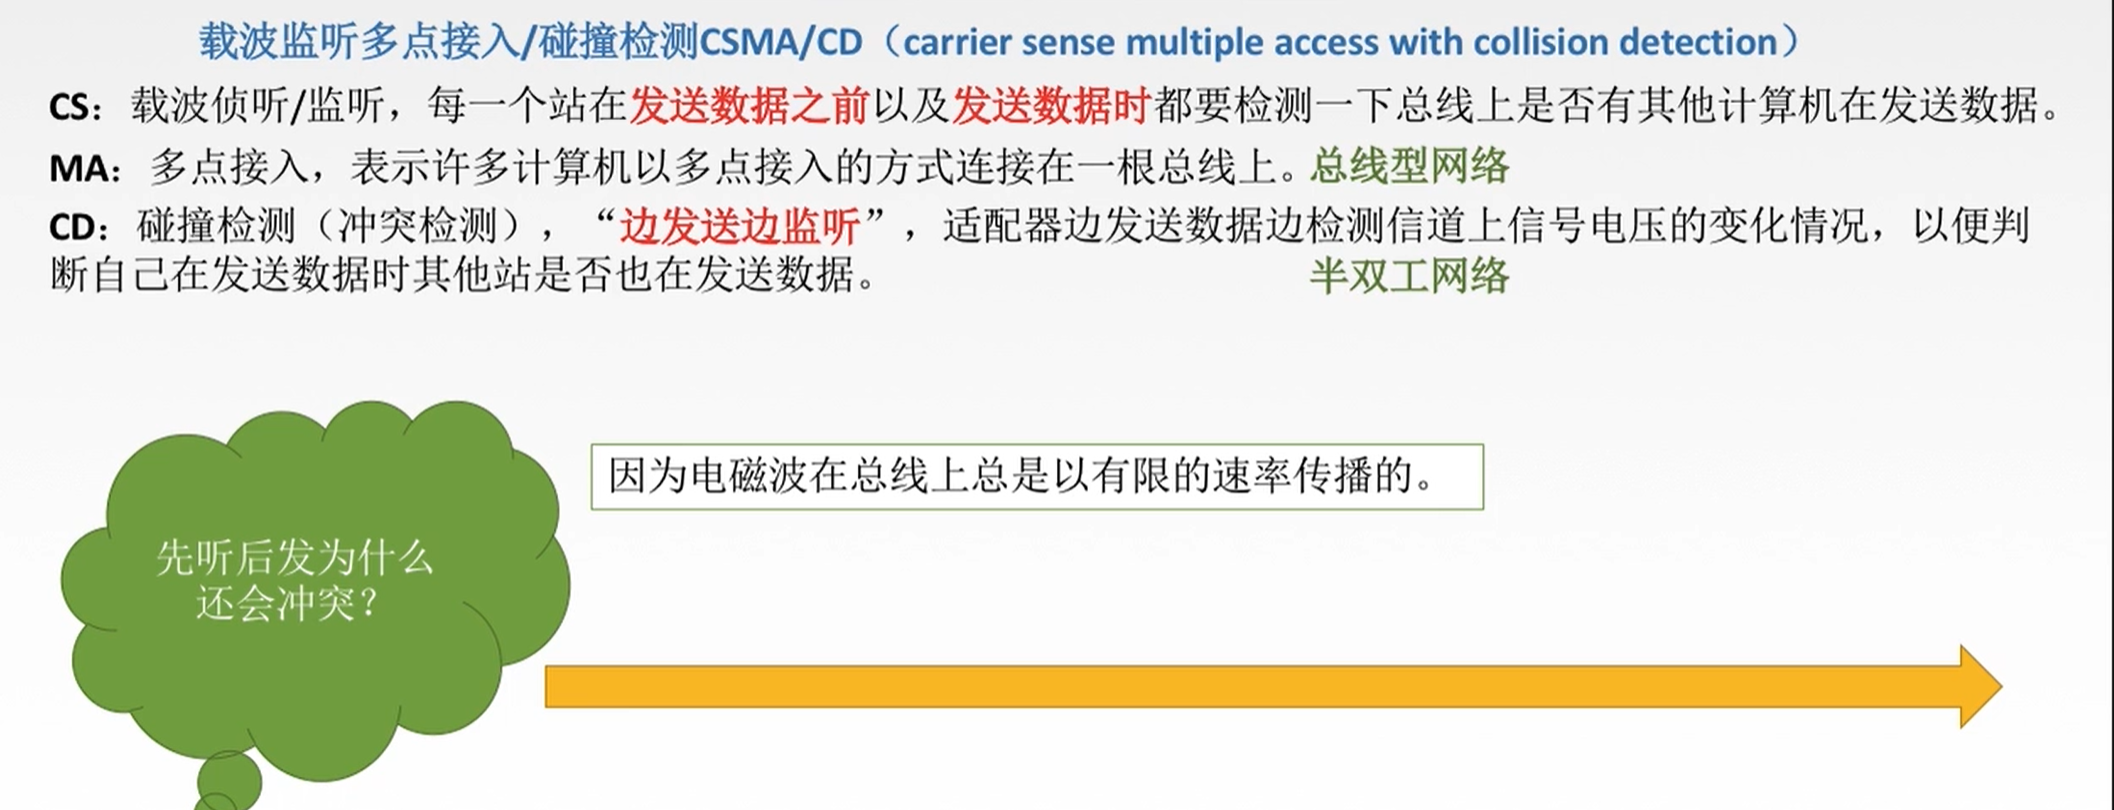 载波监听多点接入/碰撞检测CSMA/CD（carrier sense multiple access with collision detection）
CS：载波侦听/监听，每一个站在发送数据之前以及发送数据时都要检测一下总线上是否有其他计算机在发送数据。
MA：多点接入，表示许多计算机以多点接入的方式连接在一根总线上。总线型网络
CD：碰撞检测（冲突检测），“边发送边监听”，适配器边发送数据边检测信道上信号电压的变化情况，以便判
断自己在发送数据时其他站是否也在发送数据。 半双工网络
因为电磁波在总线上总是以有限的速率传播的。
先听后发为什么
还会冲突？